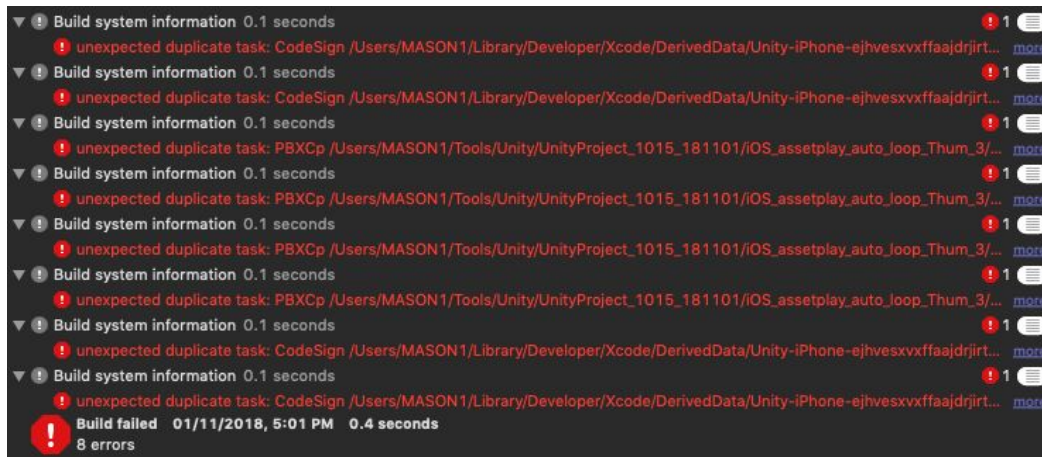 Build system information 0.1 seconds 1
unexpected duplicate task: CodeSign /Users/MASON1/Library/Developer/Xcode/DerivedData/Unity-iPhone-ejhvesxvxffaajdrjirt... more
Build system information 0.1 seconds 1
unexpected duplicate task: CodeSign /Users/MASON1/Library/Developer/Xcode/DerivedData/Unity-iPhone-ejhvesxvxffaajdrjirt... more
Build system information 0.1 seconds 1
unexpected duplicate task: PBXCp /Users/MASON1/Tools/Unity/UnityProject_1015_181101/iOS_assetplay_auto_loop_Thum_3/... more
Build system information 0.1 seconds 1
unexpected duplicate task: PBXCp /Users/MASON1/Tools/Unity/UnityProject_1015_181101/iOS_assetplay_auto_loop_Thum_3/... more
Build system information 0.1 seconds 1
unexpected duplicate task: PBXCp /Users/MASON1/Tools/Unity/UnityProject_1015_181101/iOS_assetplay_auto_loop_Thum_3/... more
Build system information 0.1 seconds 1
unexpected duplicate task: PBXCp /Users/MASON1/Tools/Unity/UnityProject_1015_181101/iOS_assetplay_auto_loop_Thum_3/... more
Build system information 0.1 seconds 1
unexpected duplicate task: CodeSign /Users/MASON1/Library/Developer/Xcode/DerivedData/Unity-iPhone-ejhvesxvxffaajdrjirt... more
Build system information 0.1 seconds 1
unexpected duplicate task: CodeSign /Users/MASON1/Library/Developer/Xcode/DerivedData/Unity-iPhone-ejhvesxvxffaajdrjirt... more
Build failed 01/11/2018, 5:01 PM 0.4 seconds
8 errors